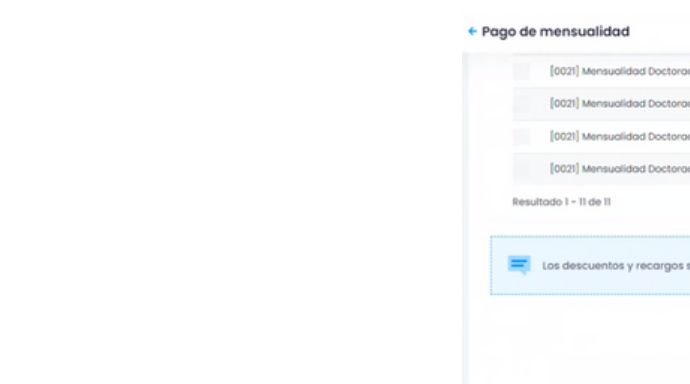 ← Pago de mensualidad
[0021] Mensualidad Doctorad
[0021] Mensualidad Doctorad
[0021] Mensualidad Doctorad
[0021] Mensualidad Doctorad
Resultado 1 - 11 de 11
Los descuentos y recargos s